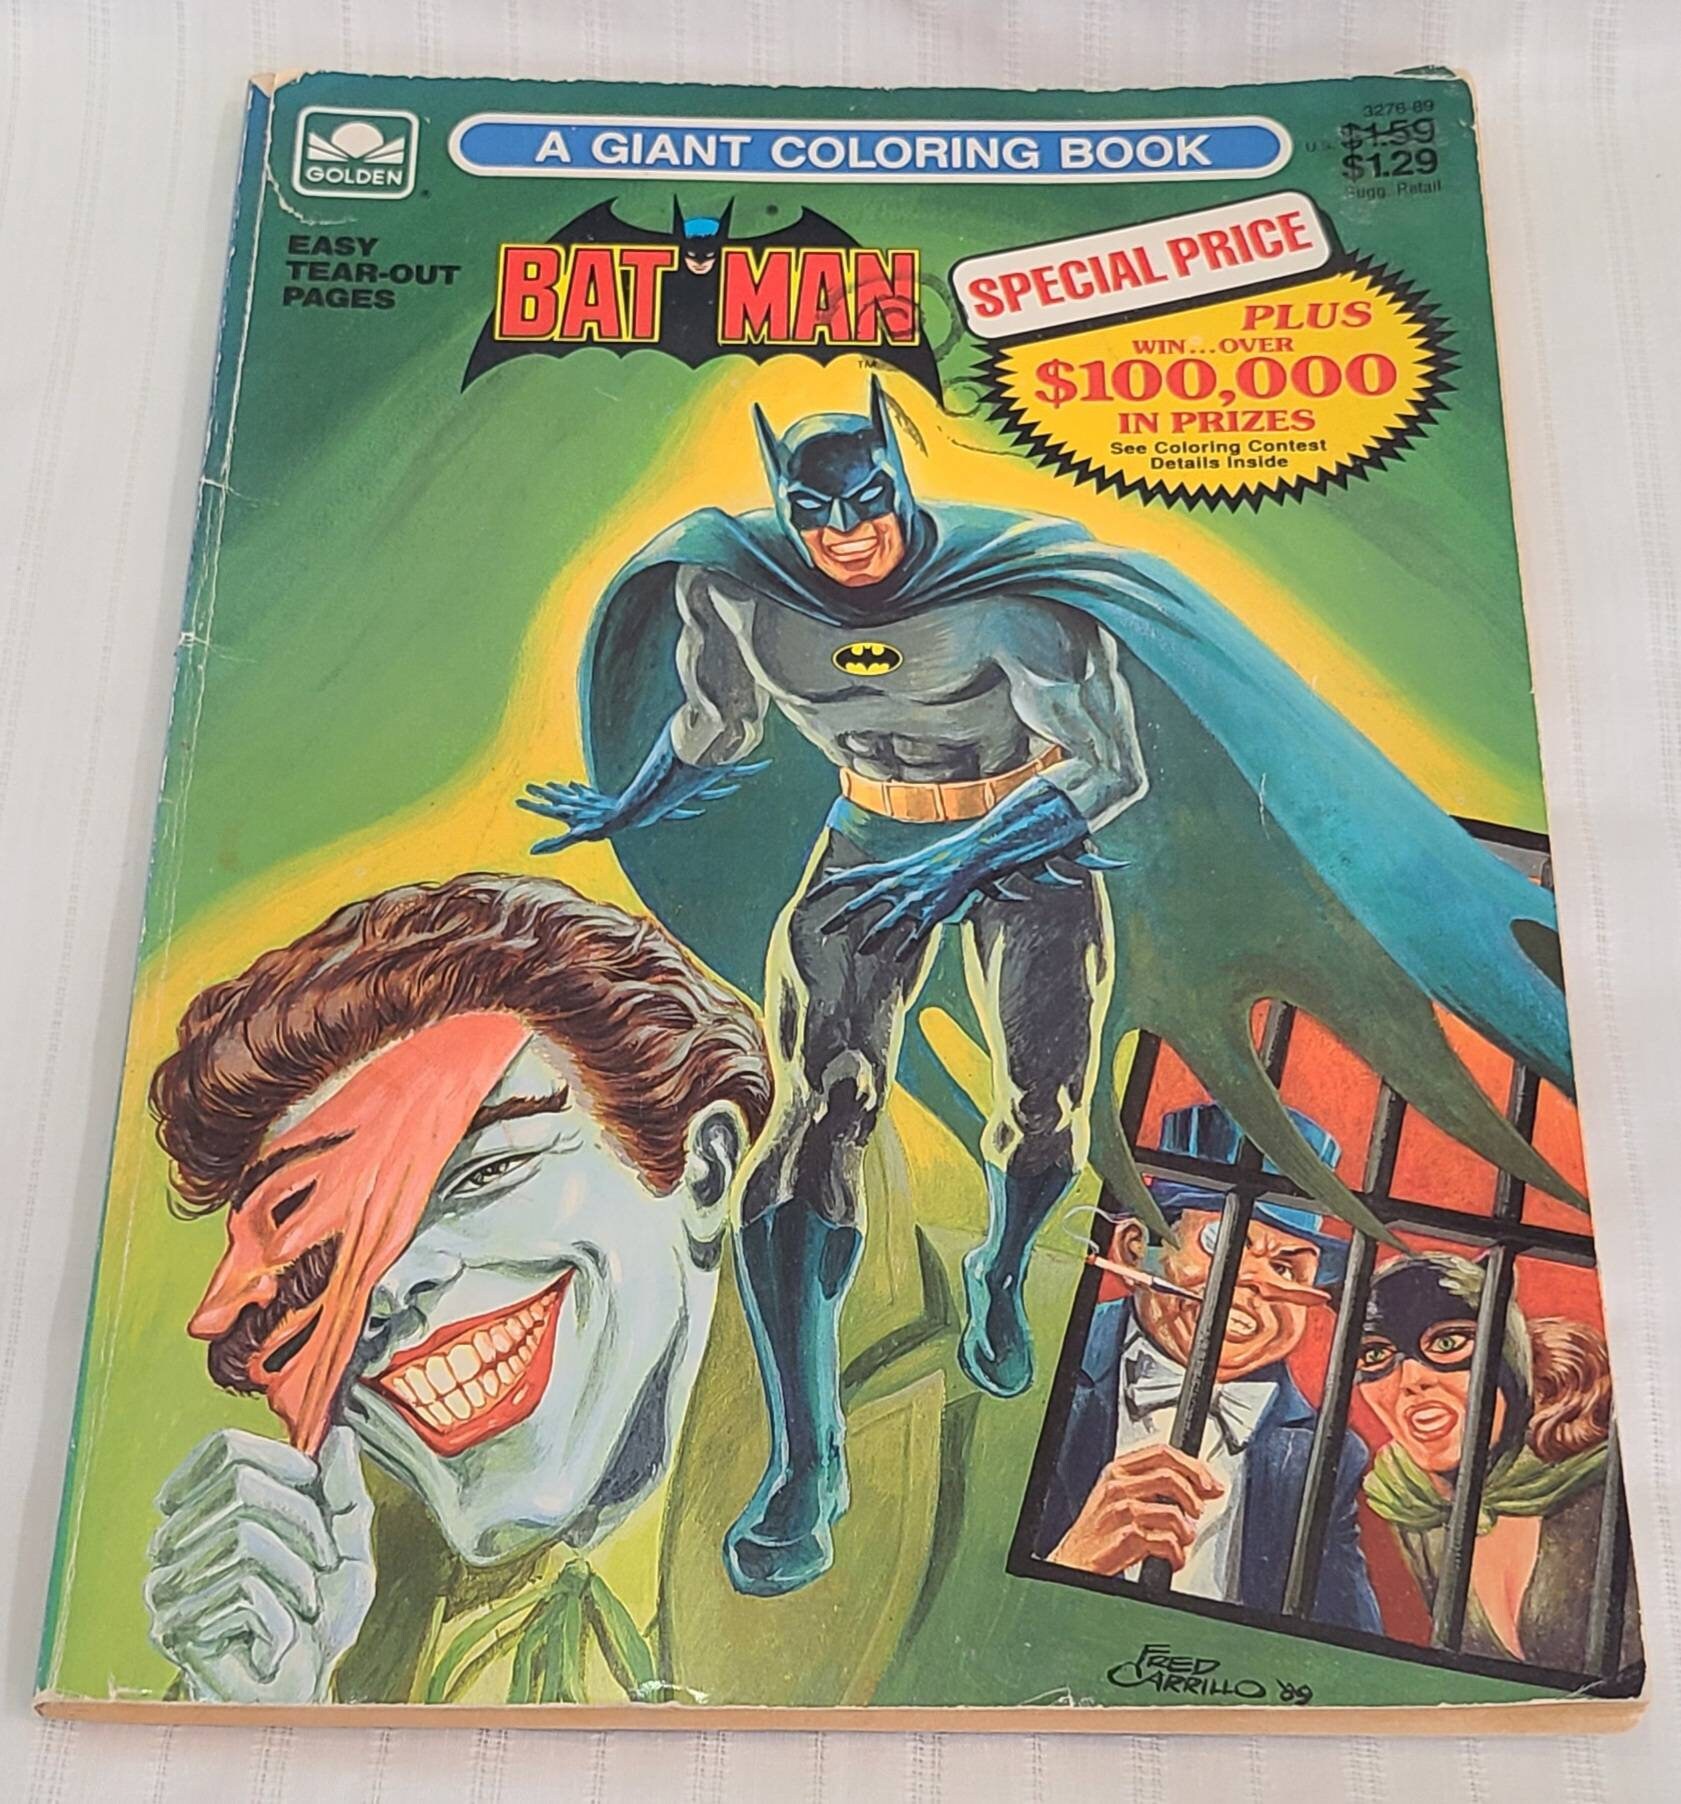 GOLDEN
A GIANT COLORING BOOK
3276-89
U.S. $1.59
$1.29
Sugg. Retail
EASY
TEAR-OUT
PAGES
BATMAN
TM
SPECIAL PRICE
PLUS
WIN...OVER
$100,000
IN PRIZES
See Coloring Contest
Details Inside
FRED
CARRILLO '89